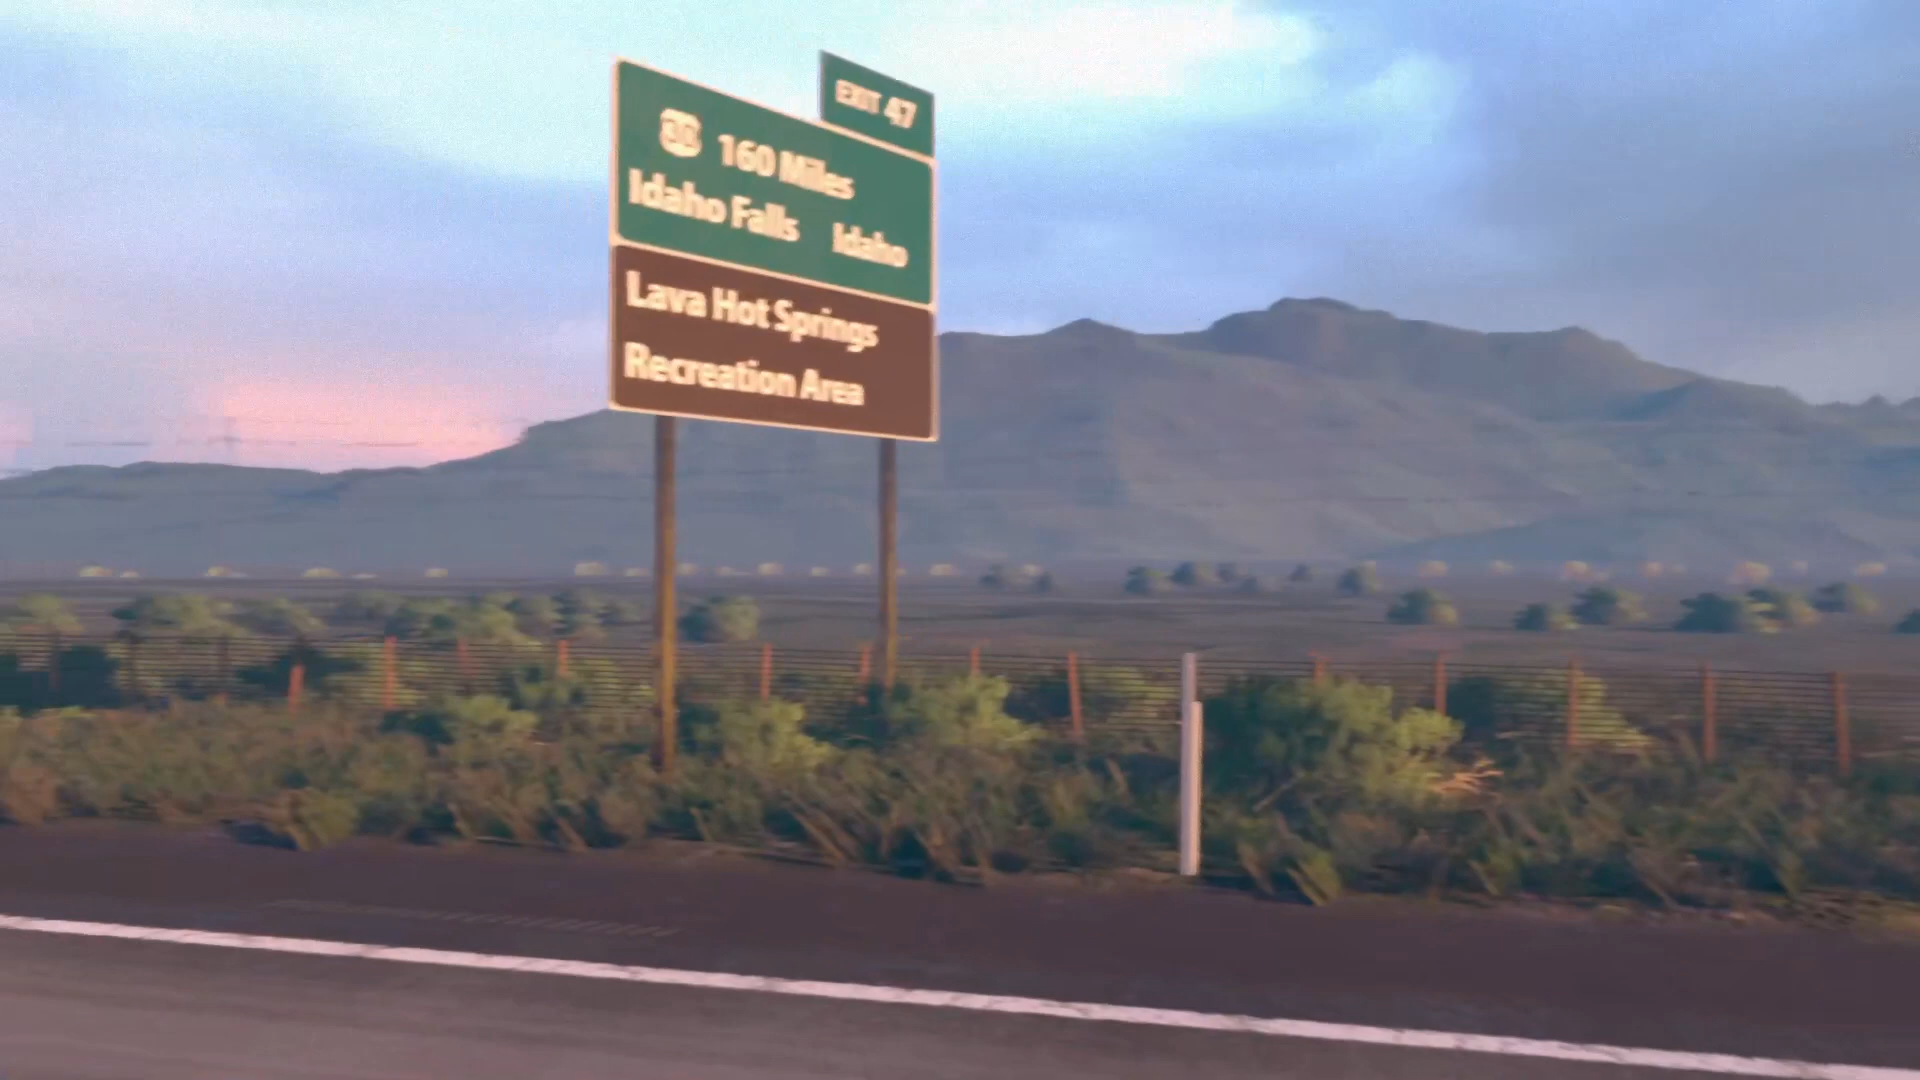 EXIT 47
160 Miles
Idaho Falls Idaho
Lava Hot Springs
Recreation Area